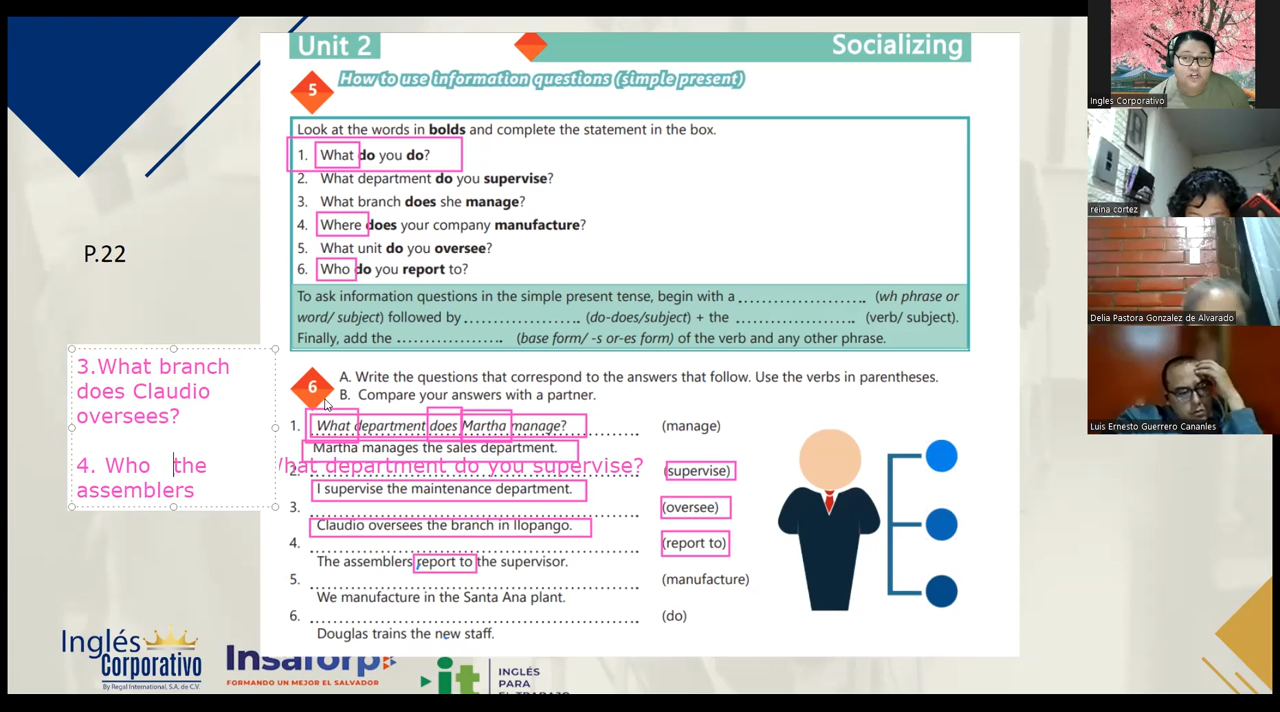 Unit 2
Socializing
5
How to use information questions (simple present)
Look at the words in bolds and complete the statement in the box.
1. What do you do?
2. What department do you supervise?
3. What branch does she manage?
4. Where does your company manufacture?
5. What unit do you oversee?
6. Who do you report to?
To ask information questions in the simple present tense, begin with a ........................ (wh phrase or
word/ subject) followed by ........................ (do-does/subject) + the ........................ (verb/ subject).
Finally, add the ..................... (base form/ -s or-es form) of the verb and any other phrase.
P.22
3.What branch
does Claudio
oversees?
4. Who the
assemblers
6
A. Write the questions that correspond to the answers that follow. Use the verbs in parentheses.
B. Compare your answers with a partner.
1. What department does Martha manage? (manage)
Martha manages the sales department.
2. What department do you supervise? (supervise)
I supervise the maintenance department.
3. (oversee)
Claudio oversees the branch in Ilopango.
4. (report to)
The assemblers report to the supervisor.
5. (manufacture)
We manufacture in the Santa Ana plant.
6. (do)
Douglas trains the new staff.
Inglés
Corporativo
By Regal International, S.A. de C.V.
Insaforp
FORMANDO UN MEJOR EL SALVADOR
it
INGLÉS
PARA
EL TRABAJO
Ingles Corporativo
reina cortez
Delia Pastora Gonzalez de Alvarado
Luis Ernesto Guerrero Cananles